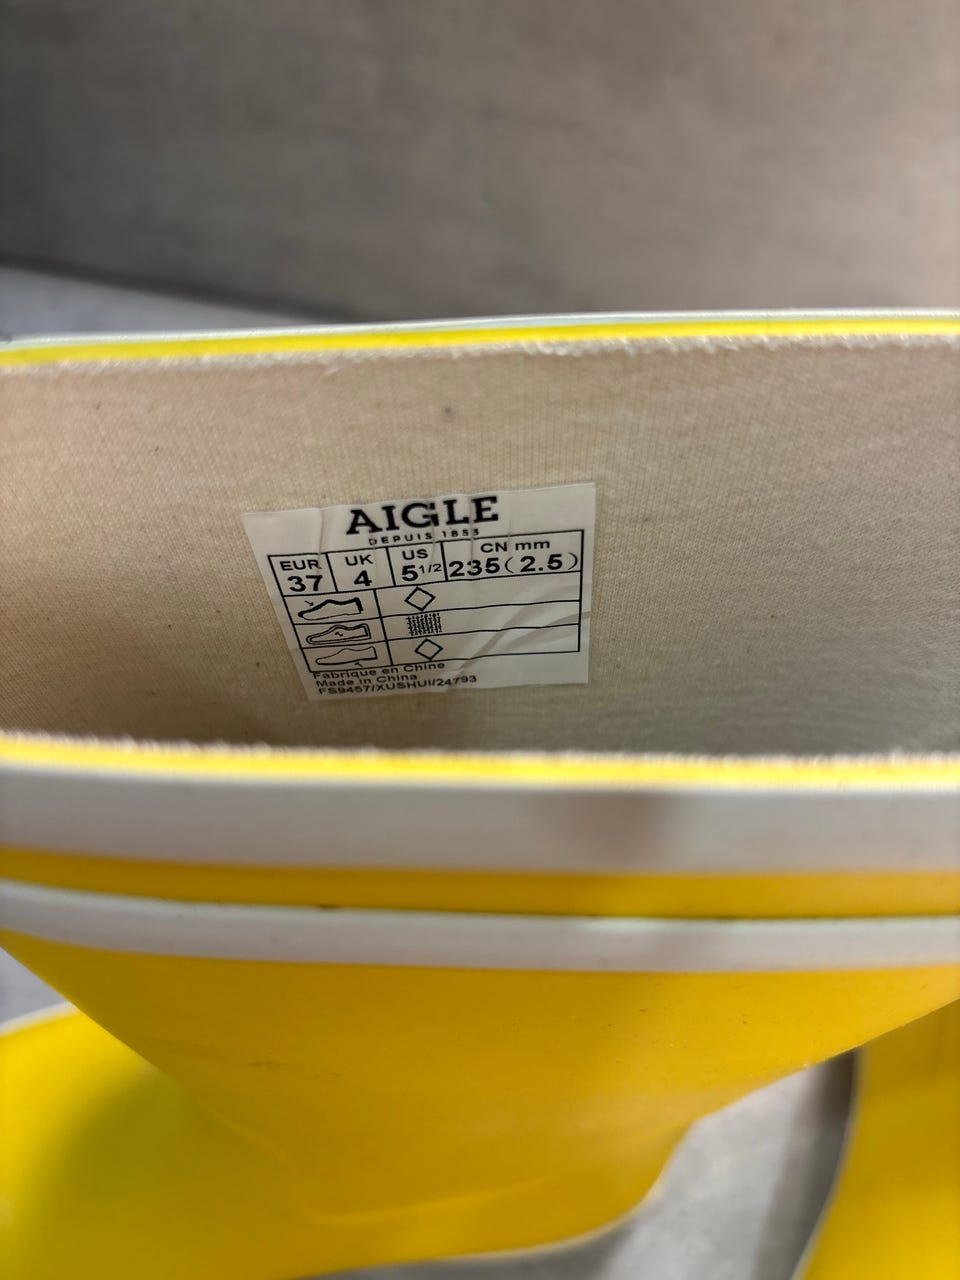 AIGLE
DEPUIS 1853
EUR UK US CN mm
37 4 5 1/2 235(2.5)
Fabrique en Chine
Made in China
FS9457/XUSHUI/24793